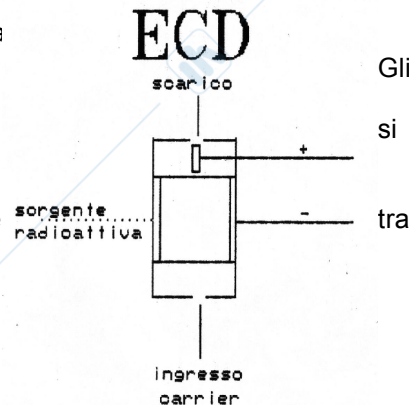 ECD
scarico
Gli
si
+
sorgente
radioattiva
-
tra
ingresso
carrier